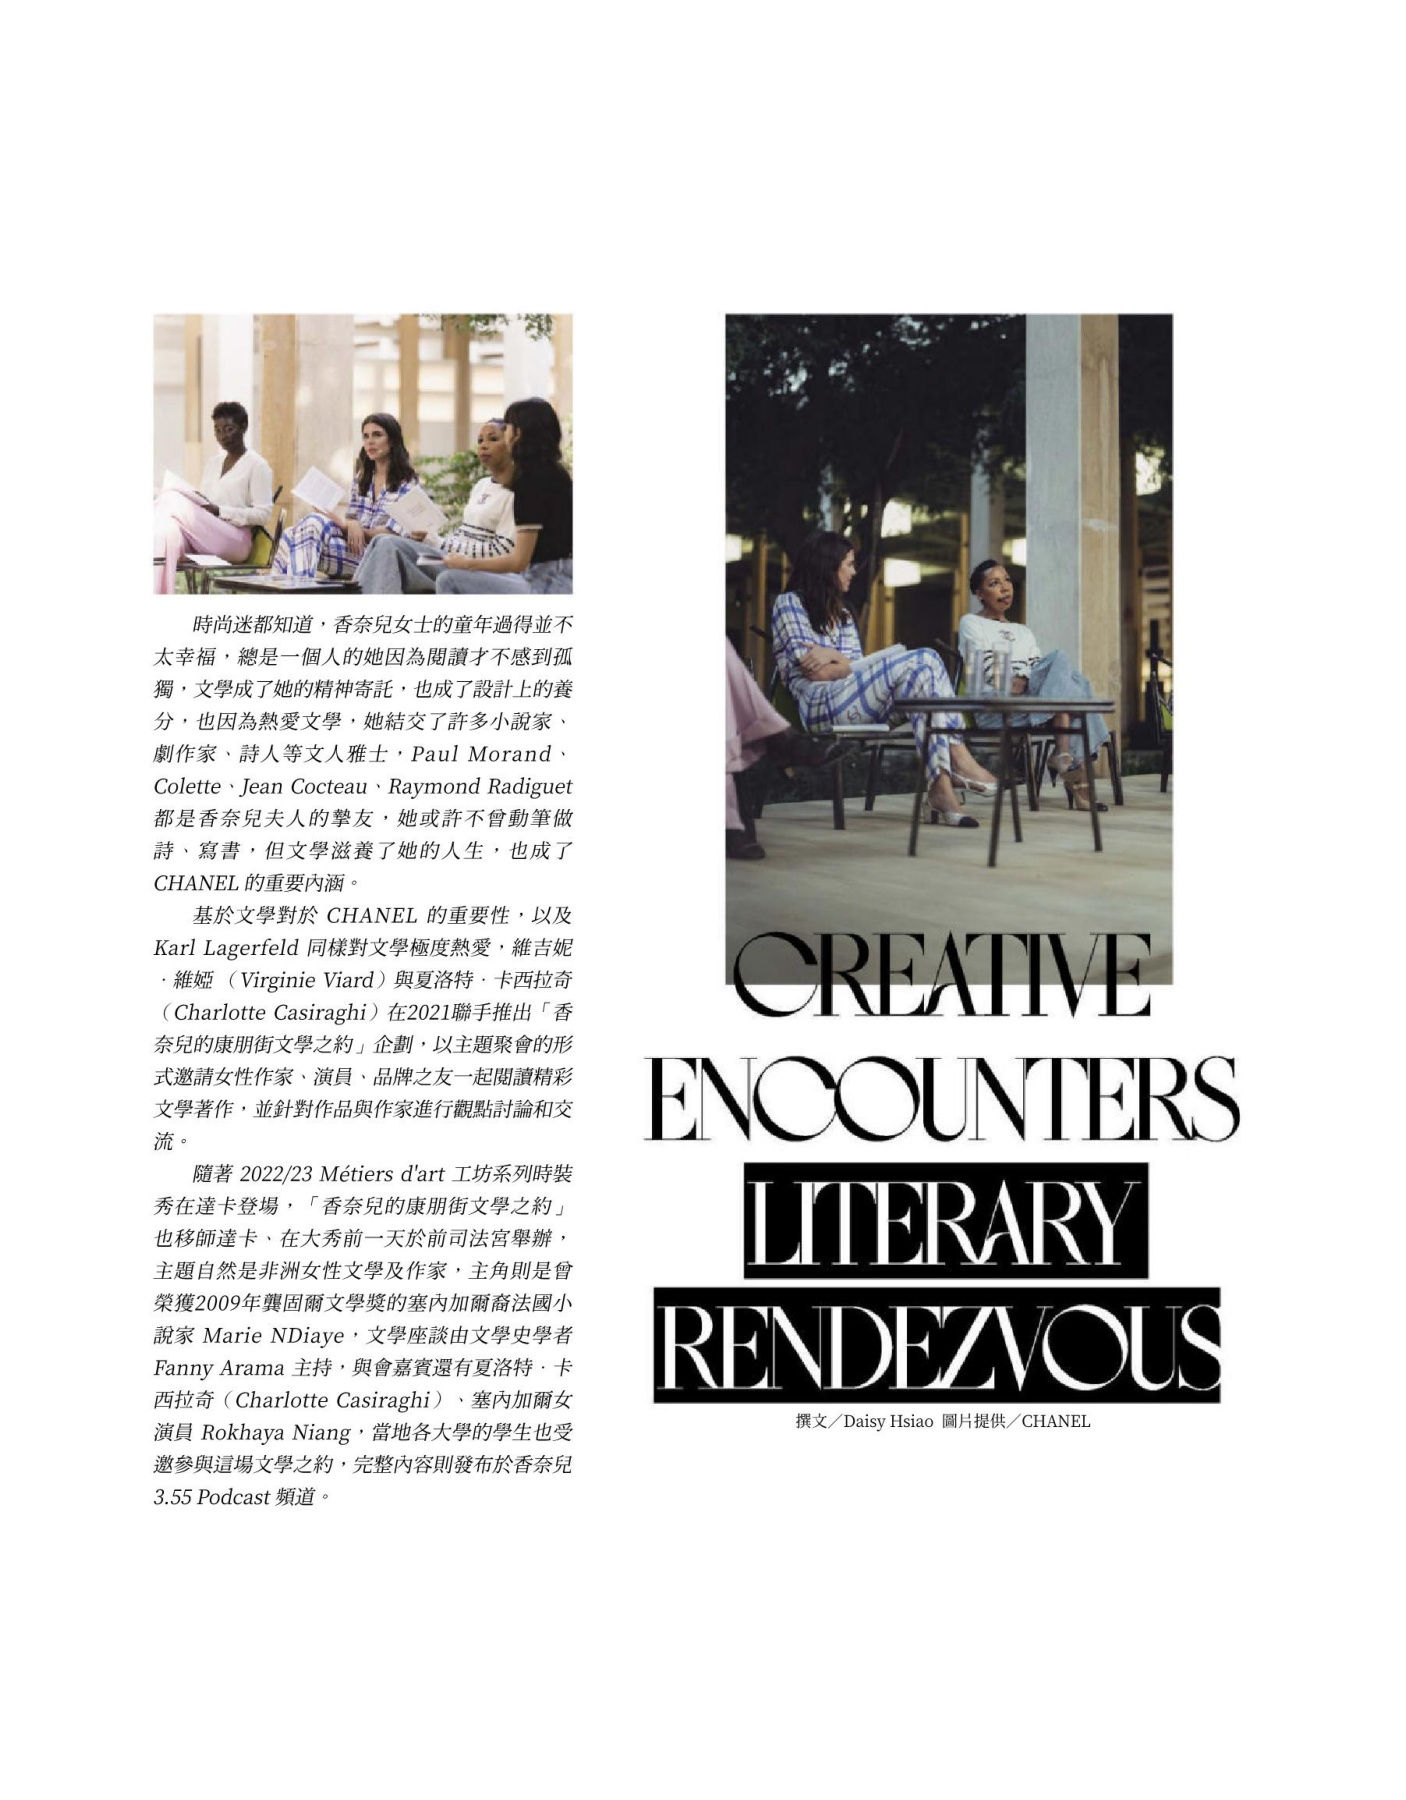 時尚迷都知道，香奈兒女士的童年過得並不
太幸福，總是一個人的她因為閱讀才不感到孤
獨，文學成了她的精神寄託，也成了設計上的養
分，也因為熱愛文學，她結交了許多小說家、
劇作家、詩人等文人雅士，Paul Morand、
Colette、Jean Cocteau、Raymond Radiguet
都是香奈兒夫人的摯友，她或許不曾動筆做
詩、寫書，但文學滋養了她的人生，也成了
CHANEL 的重要內涵。
基於文學對於 CHANEL 的重要性，以及
Karl Lagerfeld 同樣對文學極度熱愛，維吉妮
‧維婭 （Virginie Viard）與夏洛特‧卡西拉奇
（Charlotte Casiraghi）在2021聯手推出「香
奈兒的康朋街文學之約」企劃，以主題聚會的形
式邀請女性作家、演員、品牌之友一起閱讀精彩
文學著作，並針對作品與作家進行觀點討論和交
流。
隨著 2022/23 Métiers d'art 工坊系列時裝
秀在達卡登場，「香奈兒的康朋街文學之約」
也移師達卡、在大秀前一天於前司法宮舉辦，
主題自然是非洲女性文學及作家，主角則是曾
榮獲2009年龔固爾文學獎的塞內加爾裔法國小
說家 Marie NDiaye，文學座談由文學史學者
Fanny Arama 主持，與會嘉賓還有夏洛特‧卡
西拉奇（Charlotte Casiraghi）、塞內加爾女
演員 Rokhaya Niang，當地各大學的學生也受
邀參與這場文學之約，完整內容則發布於香奈兒
3.55 Podcast 頻道。
CREATIVE
ENCOUNTERS
LITERARY
RENDEZVOUS
撰文／Daisy Hsiao 圖片提供／CHANEL